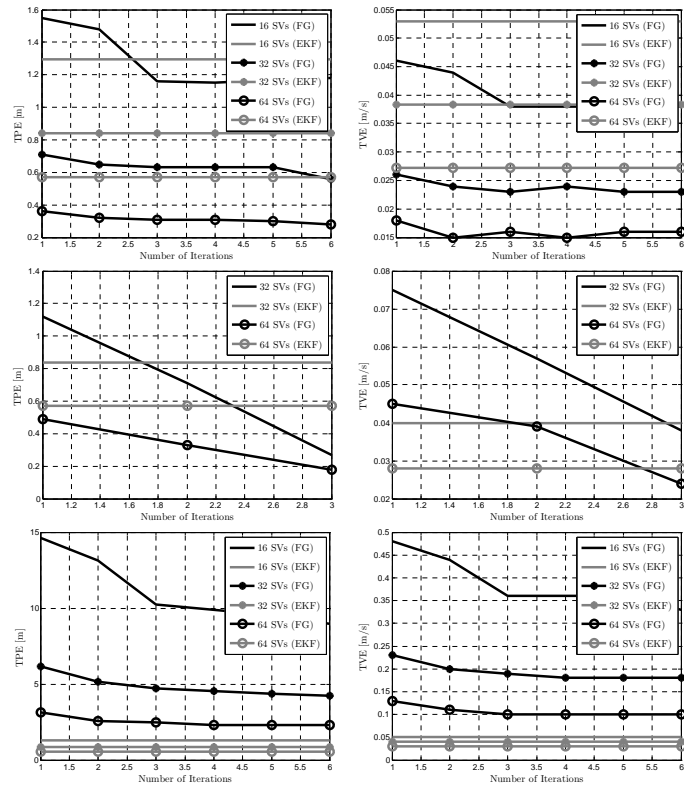 1.6
1.4
1.2
1
0.8
0.6
0.4
0.2
TPE [m]
16 SVs (FG)
16 SVs (EKF)
32 SVs (FG)
32 SVs (EKF)
64 SVs (FG)
64 SVs (EKF)
1 1.5 2 2.5 3 3.5 4 4.5 5 5.5 6
Number of Iterations
0.055
0.05
0.045
0.04
0.035
0.03
0.025
0.02
0.015
TVE [m/s]
16 SVs (FG)
16 SVs (EKF)
32 SVs (FG)
32 SVs (EKF)
64 SVs (FG)
64 SVs (EKF)
1 1.5 2 2.5 3 3.5 4 4.5 5 5.5 6
Number of Iterations
1.4
1.2
1
0.8
0.6
0.4
0.2
0
TPE [m]
32 SVs (FG)
32 SVs (EKF)
64 SVs (FG)
64 SVs (EKF)
1 1.2 1.4 1.6 1.8 2 2.2 2.4 2.6 2.8 3
Number of Iterations
0.08
0.07
0.06
0.05
0.04
0.03
0.02
TVE [m/s]
32 SVs (FG)
32 SVs (EKF)
64 SVs (FG)
64 SVs (EKF)
1 1.2 1.4 1.6 1.8 2 2.2 2.4 2.6 2.8 3
Number of Iterations
15
10
5
0
TPE [m]
16 SVs (FG)
16 SVs (EKF)
32 SVs (FG)
32 SVs (EKF)
64 SVs (FG)
64 SVs (EKF)
1 1.5 2 2.5 3 3.5 4 4.5 5 5.5 6
Number of Iterations
0.5
0.45
0.4
0.35
0.3
0.25
0.2
0.15
0.1
0.05
0
TVE [m/s]
16 SVs (FG)
16 SVs (EKF)
32 SVs (FG)
32 SVs (EKF)
64 SVs (FG)
64 SVs (EKF)
1 1.5 2 2.5 3 3.5 4 4.5 5 5.5 6
Number of Iterations